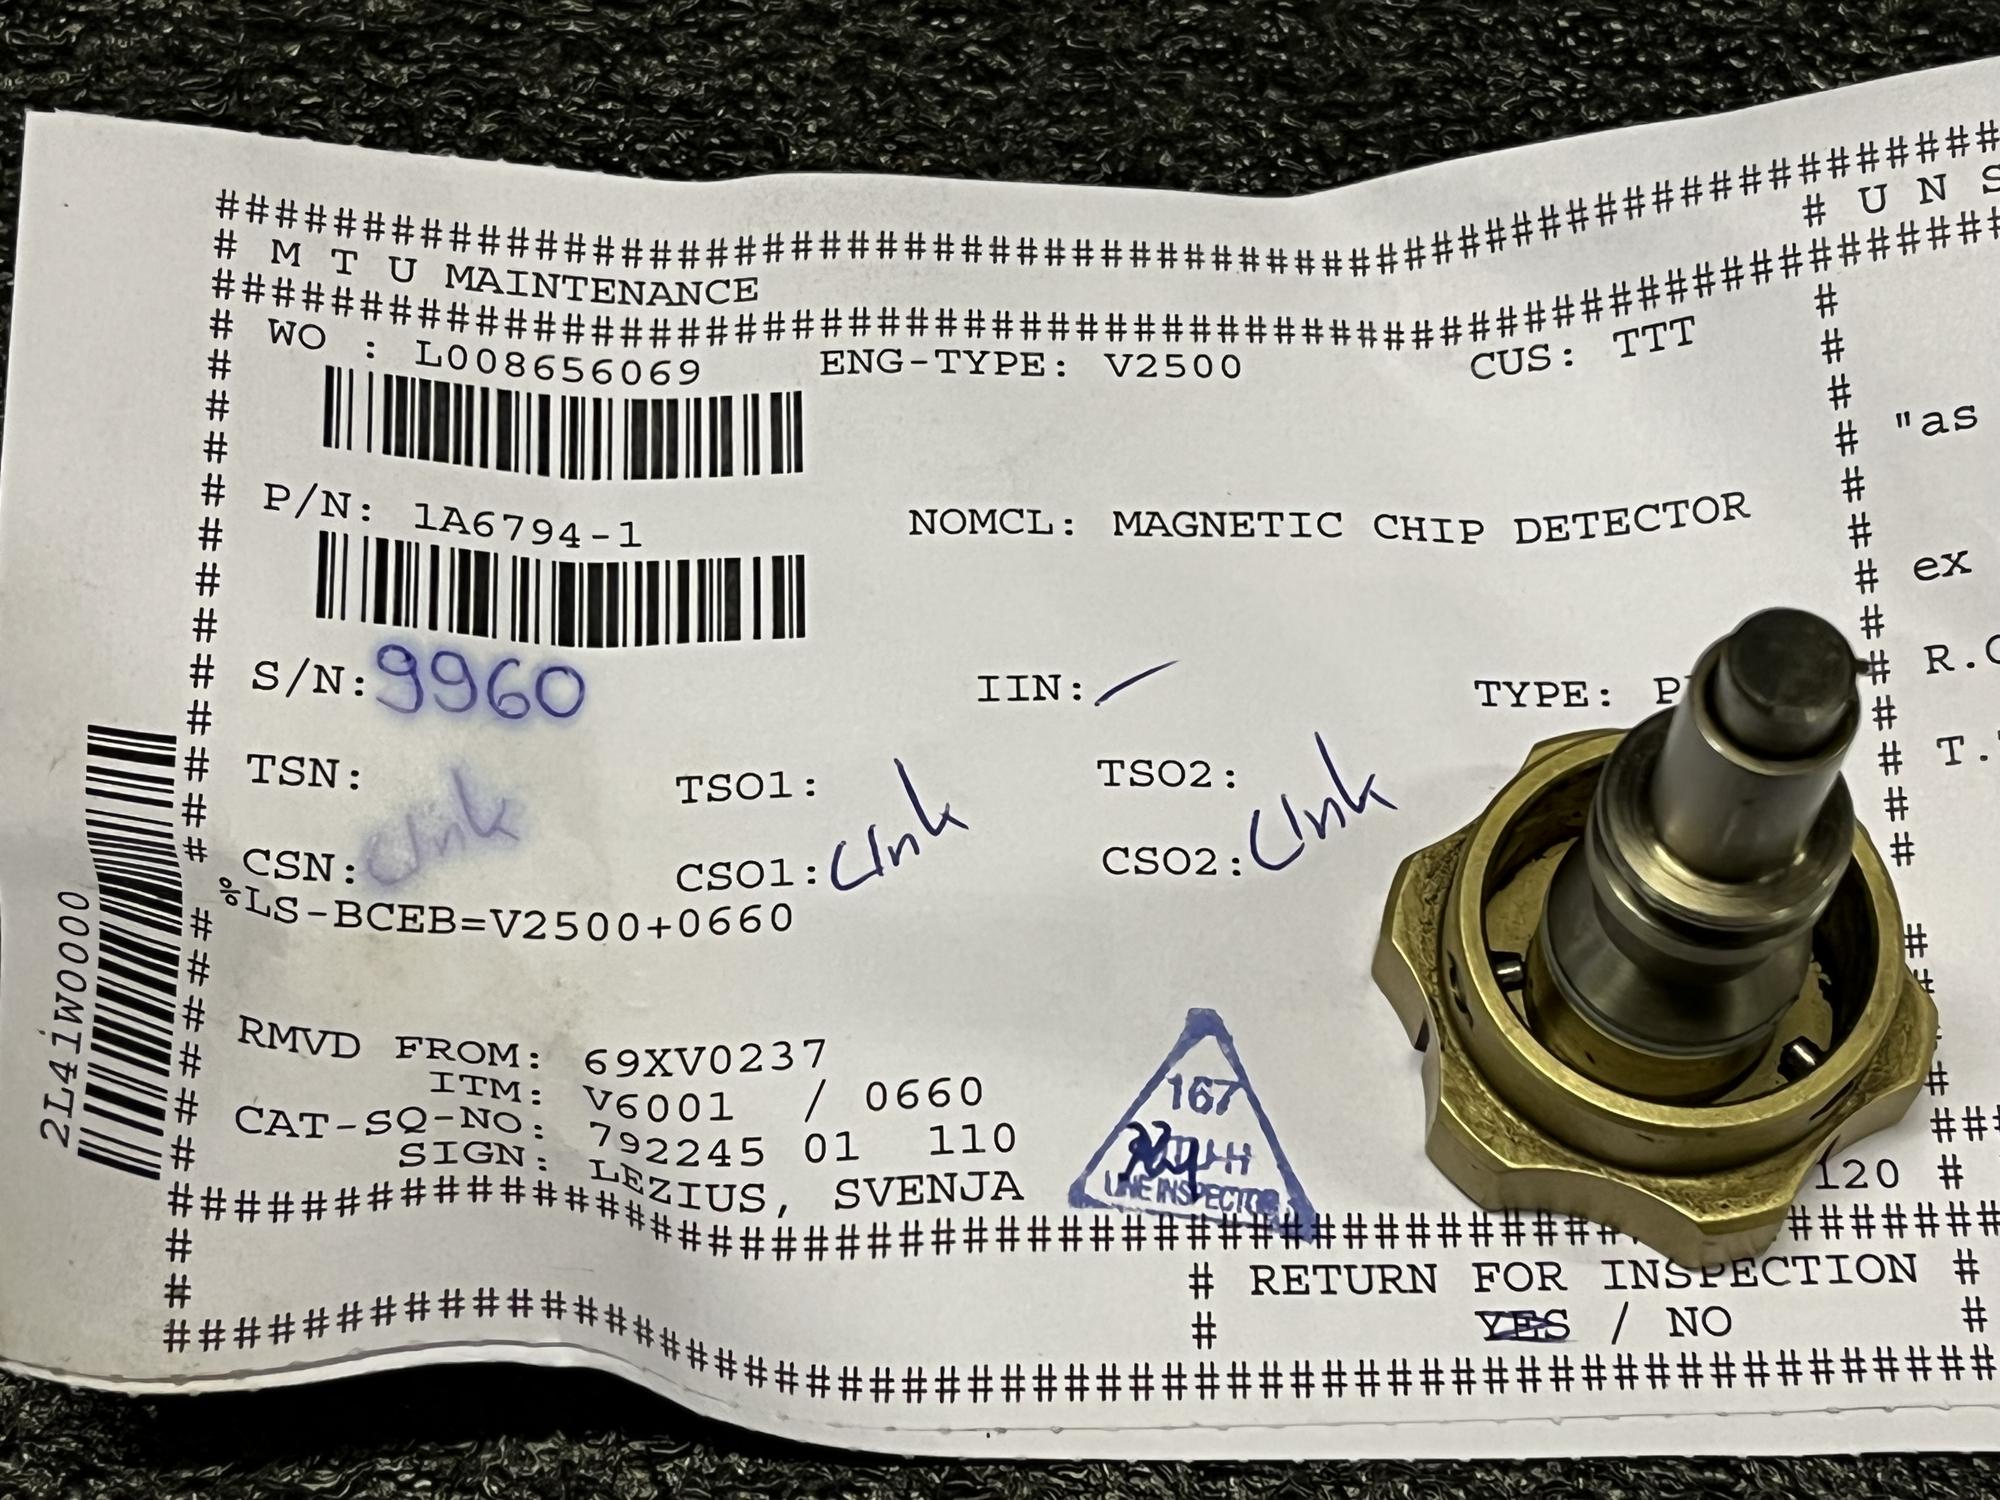 ###################################################################
# M T U MAINTENANCE # U N S
###################################################################
# WO : L008656069 ENG-TYPE: V2500 CUS: TTT #
"as
# P/N: 1A6794-1 NOMCL: MAGNETIC CHIP DETECTOR #
ex
# S/N: 9960 IIN: — TYPE: P # R.
# TSN: TSO1: TSO2: # T.
# CSN: Unk CSO1: Unk CSO2: Unk #
%LS-BCEB=V2500+0660
# RMVD FROM: 69XV0237
# ITM: V6001 / 0660
# CAT-SQ-NO: 792245 01 110
# SIGN: LEZIUS, SVENJA 120 #
167
LINE INSPECTOR
###################################################################
# # RETURN FOR INSPECTION #
# # YES / NO #
###################################################################
2L41W0000